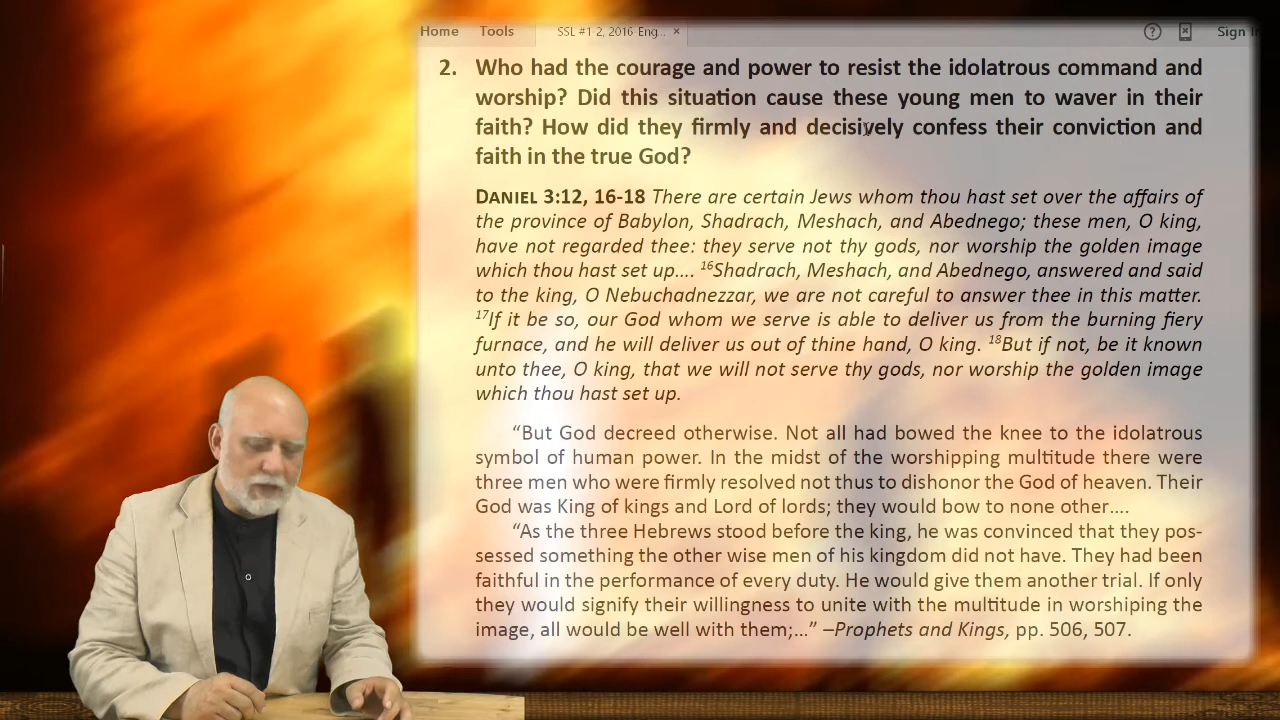 Home Tools SSL #1 2, 2016 Eng... × ? Sign In
2. Who had the courage and power to resist the idolatrous command and
worship? Did this situation cause these young men to waver in their
faith? How did they firmly and decisively confess their conviction and
faith in the true God?
DANIEL 3:12, 16-18 There are certain Jews whom thou hast set over the affairs of
the province of Babylon, Shadrach, Meshach, and Abednego; these men, O king,
have not regarded thee: they serve not thy gods, nor worship the golden image
which thou hast set up.... 16Shadrach, Meshach, and Abednego, answered and said
to the king, O Nebuchadnezzar, we are not careful to answer thee in this matter.
17If it be so, our God whom we serve is able to deliver us from the burning fiery
furnace, and he will deliver us out of thine hand, O king. 18But if not, be it known
unto thee, O king, that we will not serve thy gods, nor worship the golden image
which thou hast set up.
“But God decreed otherwise. Not all had bowed the knee to the idolatrous
symbol of human power. In the midst of the worshipping multitude there were
three men who were firmly resolved not thus to dishonor the God of heaven. Their
God was King of kings and Lord of lords; they would bow to none other....
“As the three Hebrews stood before the king, he was convinced that they pos-
sessed something the other wise men of his kingdom did not have. They had been
faithful in the performance of every duty. He would give them another trial. If only
they would signify their willingness to unite with the multitude in worshiping the
image, all would be well with them;...” –Prophets and Kings, pp. 506, 507.